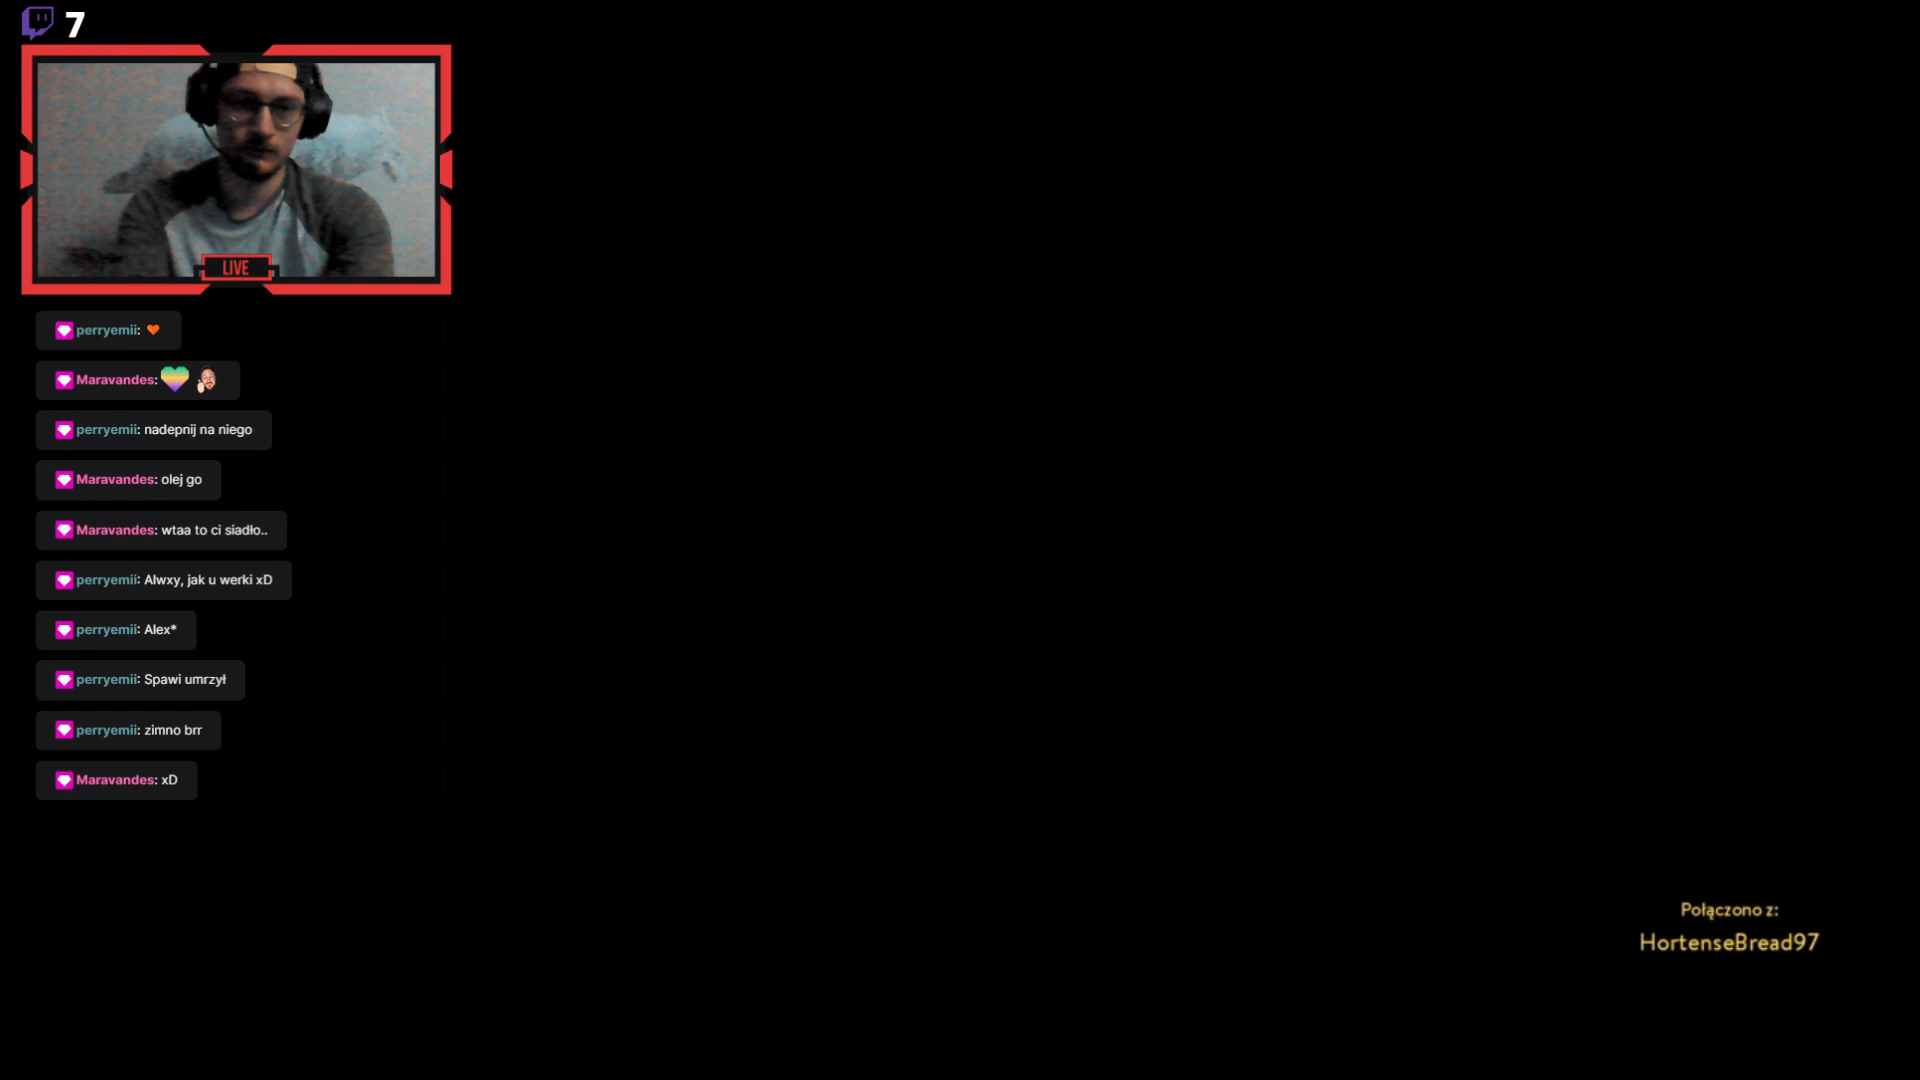 7
LIVE
perryemii: 🧡
Maravandes:
perryemii: nadepnij na niego
Maravandes: olej go
Maravandes: wtaa to ci siadło..
perryemii: Alwxy, jak u werki xD
perryemii: Alex*
perryemii: Spawi umrzył
perryemii: zimno brr
Maravandes: xD
Połączono z:
HortenseBread97